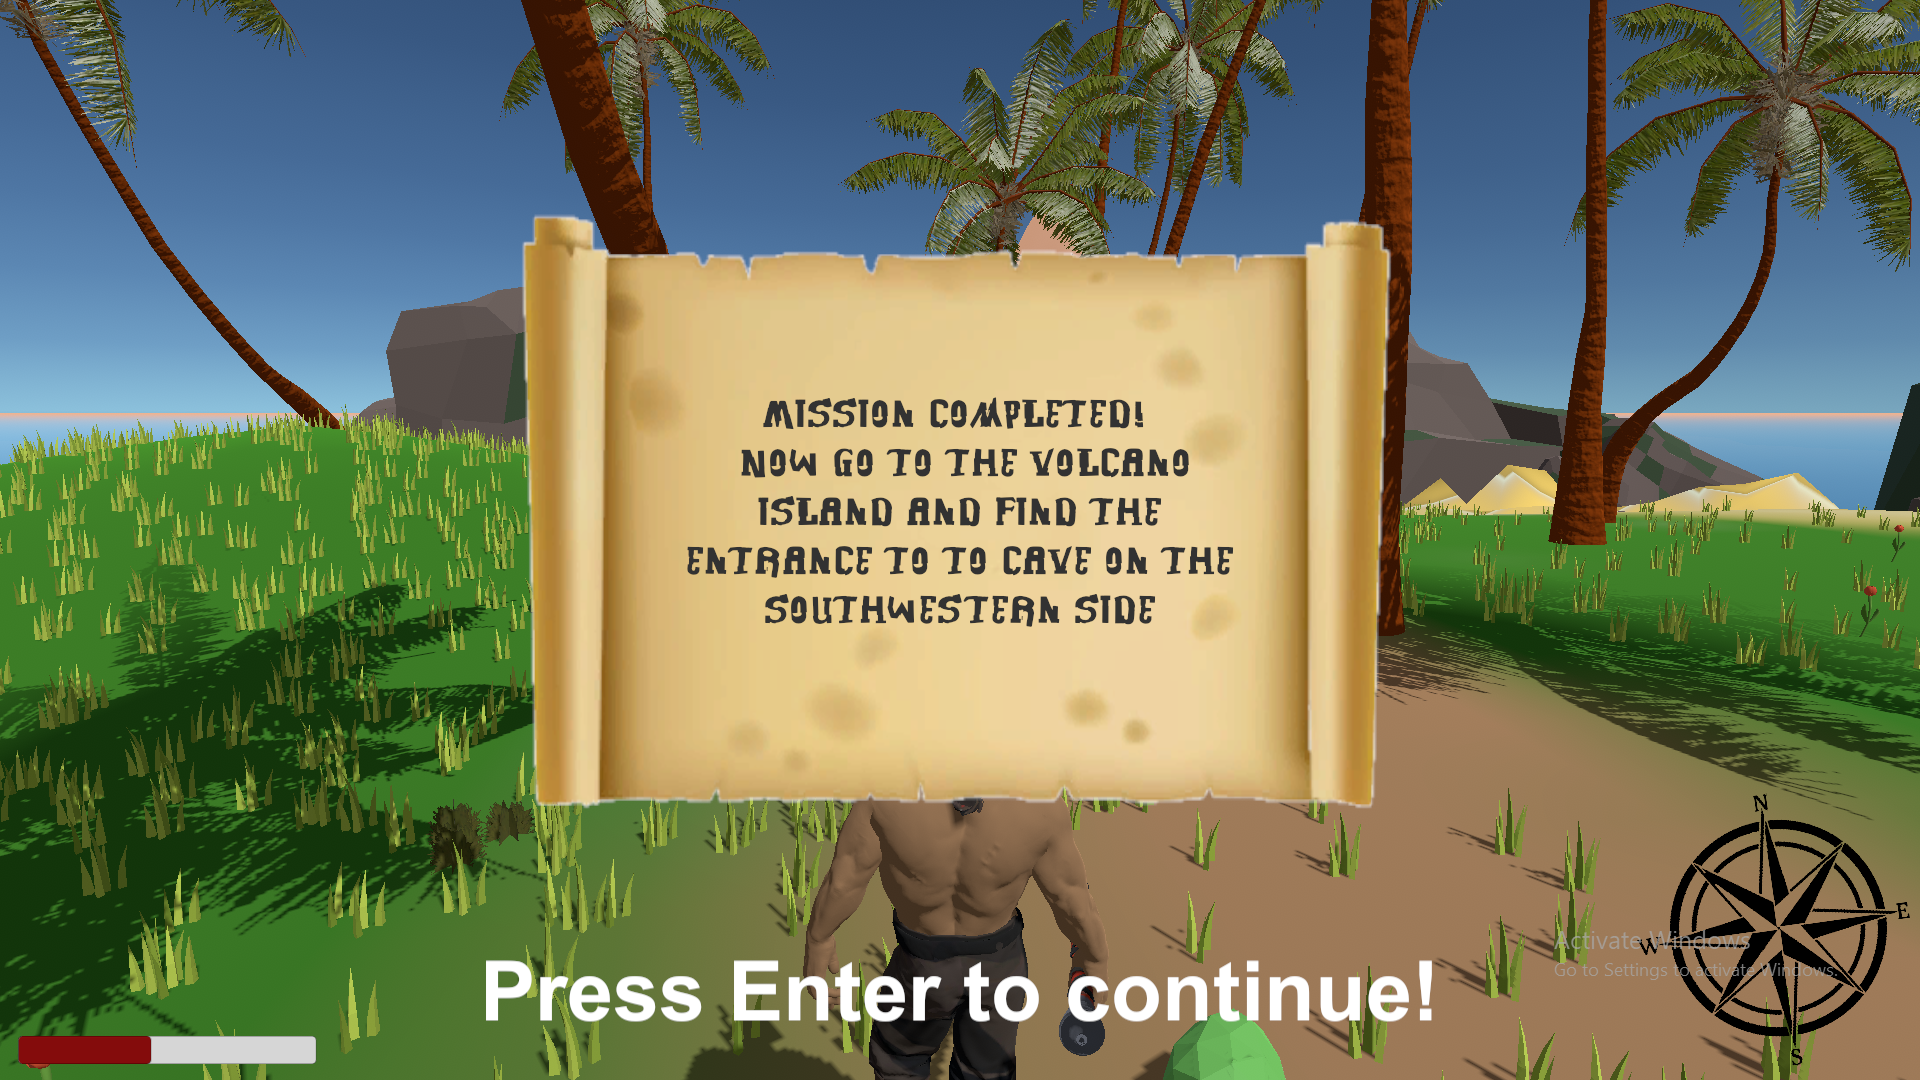 MISSION COMPLETED!
NOW GO TO THE VOLCANO
ISLAND AND FIND THE
ENTRANCE TO TO CAVE ON THE
SOUTHWESTERN SIDE
N
E
W
S
Activate Windows
Go to Settings to activate Windows.
Press Enter to continue!